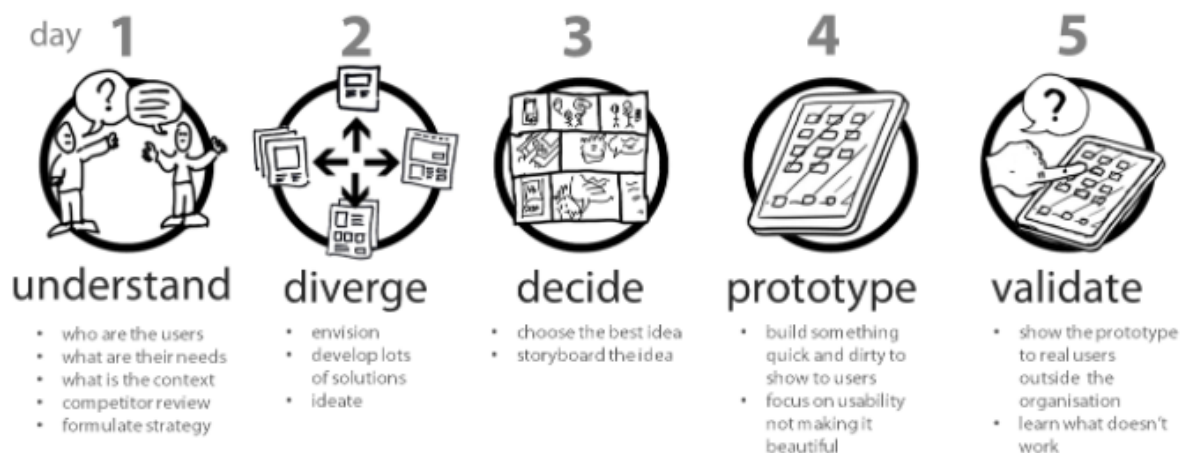 day 1 2 3 4 5
? ?
understand diverge decide prototype validate
• who are the users
• what are their needs
• what is the context
• competitor review
• formulate strategy
• envision
• develop lots
of solutions
• ideate
• choose the best idea
• storyboard the idea
• build something
quick and dirty to
show to users
• focus on usability
not making it
beautiful
• show the prototype
to real users
outside the
organisation
• learn what doesn't
work